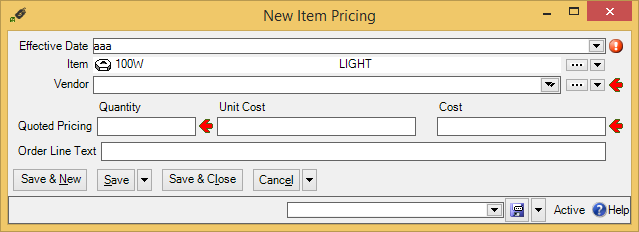 New Item Pricing
Effective Date aaa
Item 100W LIGHT
Vendor
Quantity Unit Cost Cost
Quoted Pricing
Order Line Text
Save & New Save Save & Close Cancel
Active Help